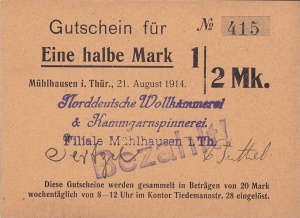 Gutschein für № 415
Eine halbe Mark 1/2 Mk.
Mühlhausen i. Thür., 21. August 1914.
Norddeutsche Wollkämmerei
& Kammgarnspinnerei.
Filiale Mühlhausen i. Th.
Bezahlt!
Diese Gutscheine werden gesammelt in Beträgen von 20 Mark
wochentäglich von 8—12 Uhr im Kontor Tiedemannstr. 28 eingelöst.